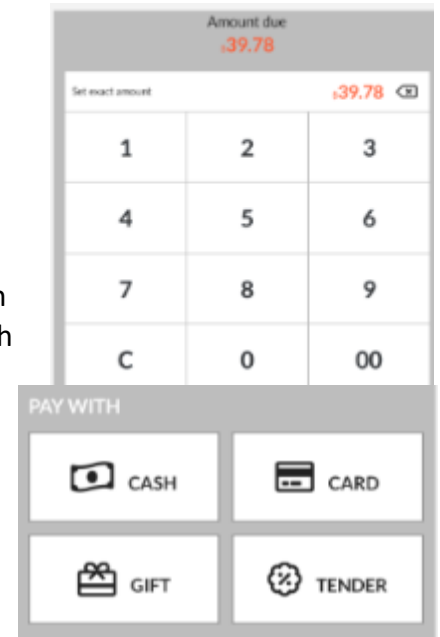 Amount due
$39.78
Set exact amount $39.78
1 2 3
4 5 6
7 8 9
n
h
C 0 00
PAY WITH
CASH CARD
GIFT TENDER